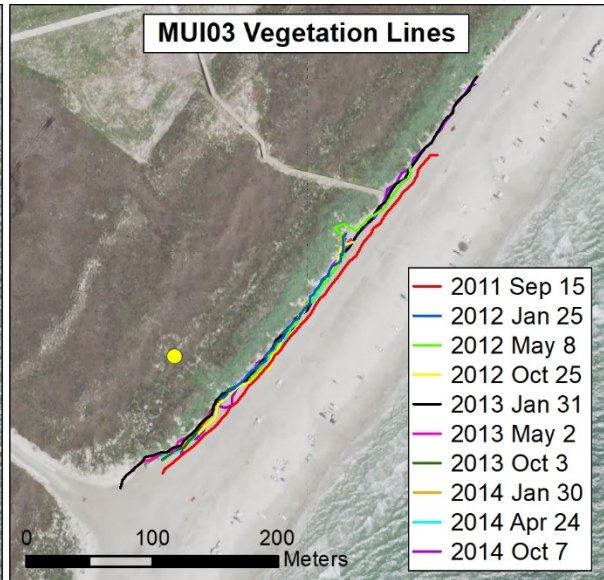 MUI03 Vegetation Lines
2011 Sep 15
2012 Jan 25
2012 May 8
2012 Oct 25
2013 Jan 31
2013 May 2
2013 Oct 3
2014 Jan 30
2014 Apr 24
2014 Oct 7
0 100 200
Meters